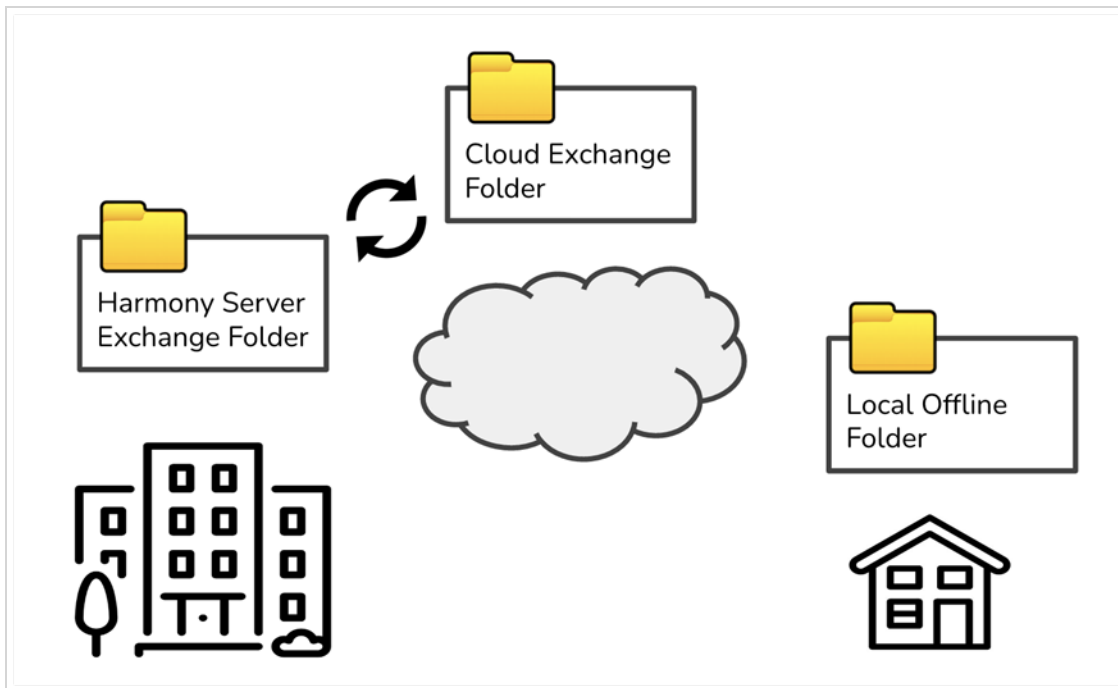 Cloud Exchange
Folder
Harmony Server
Exchange Folder
Local Offline
Folder